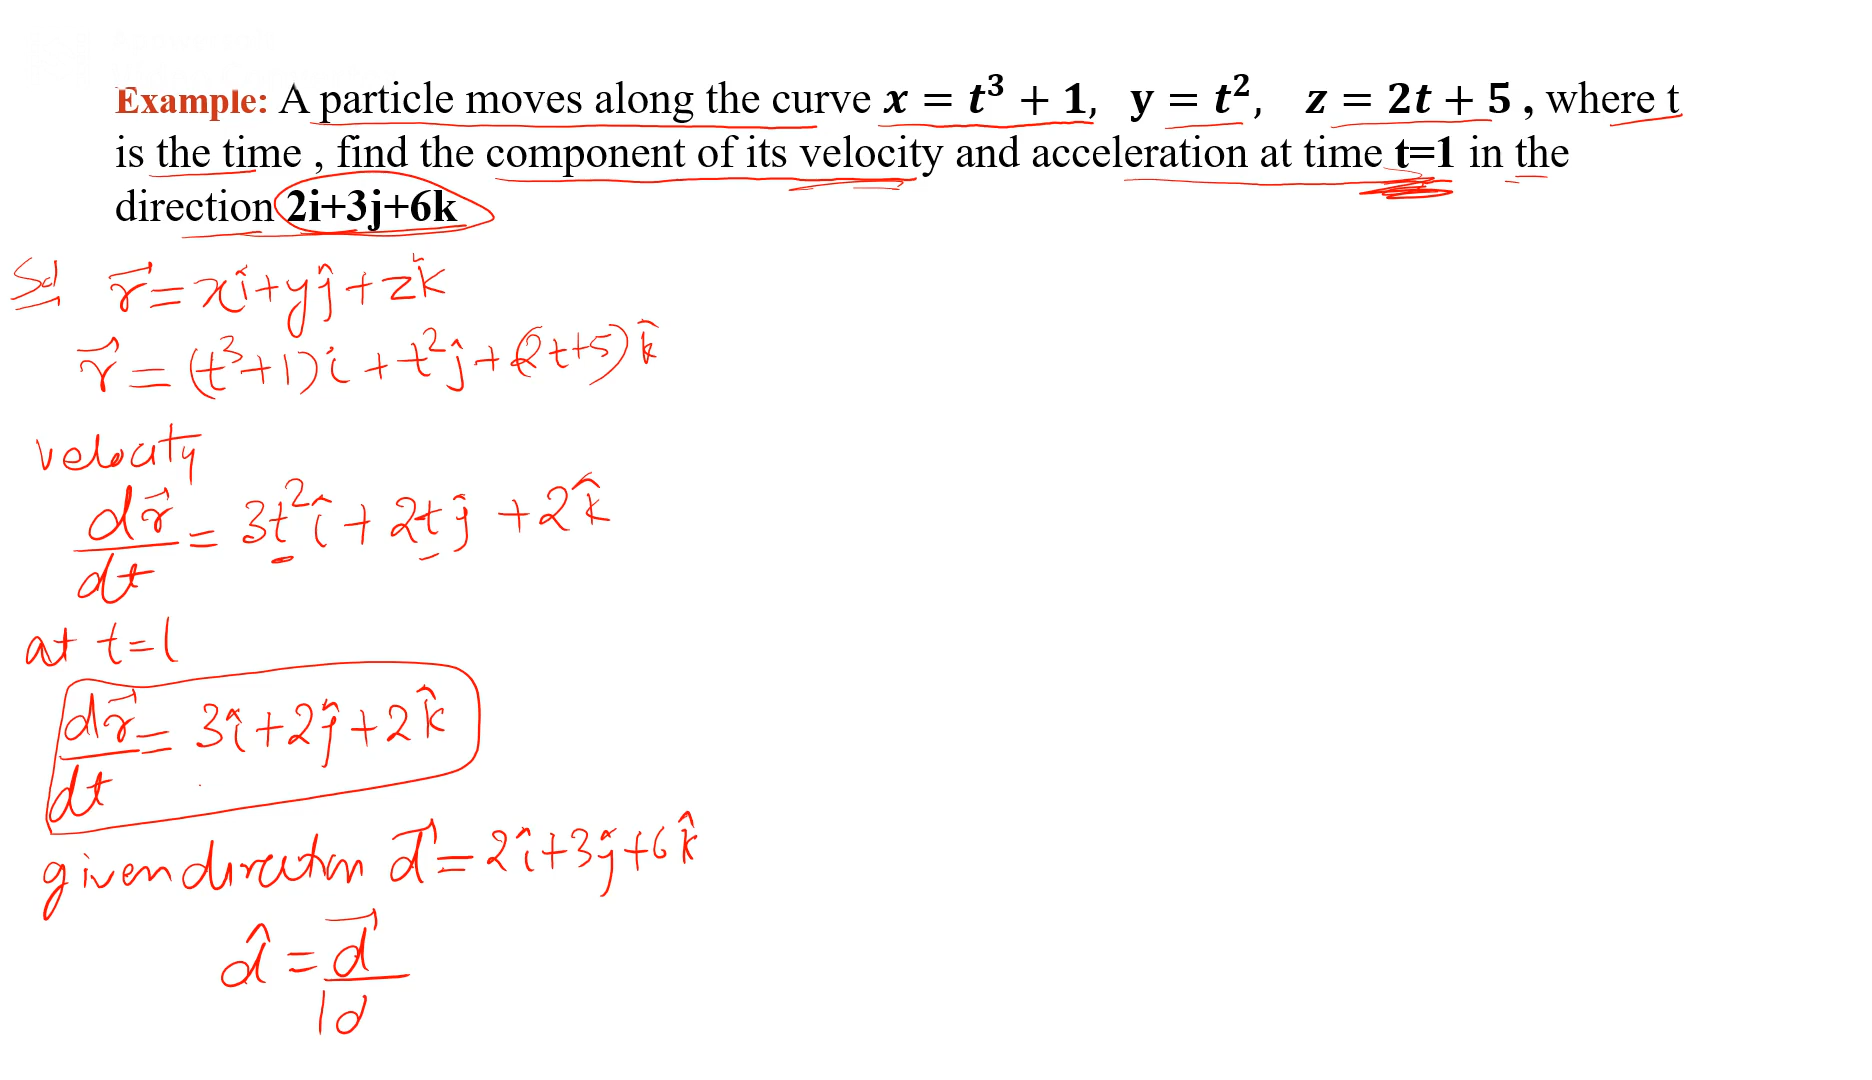 Example: A particle moves along the curve x = t³ + 1, y = t², z = 2t + 5 , where t
is the time , find the component of its velocity and acceleration at time t=1 in the
direction 2i+3j+6k
Sol r⃗ = xî+yĵ+zk̂
r⃗ = (t³+1)î + t²ĵ + (2t+5)k̂
velocity
dr⃗/dt = 3t²î + 2tĵ + 2k̂
at t=1
dr⃗/dt = 3î+2ĵ+2k̂
given direction d⃗ = 2î+3ĵ+6k̂
d̂ = d⃗/|d